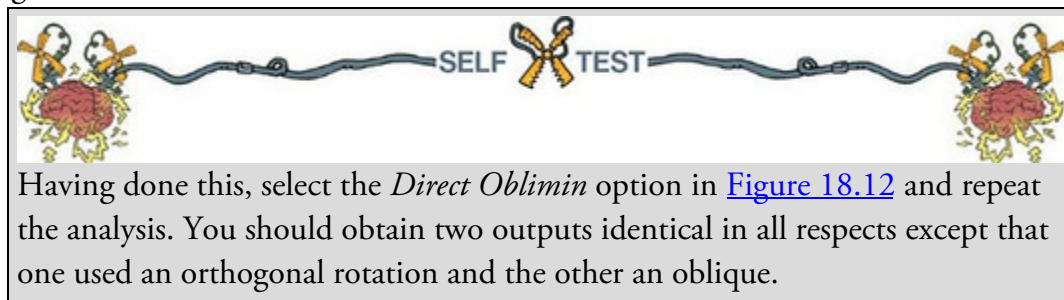 SELF TEST
Having done this, select the Direct Oblimin option in Figure 18.12 and repeat
the analysis. You should obtain two outputs identical in all respects except that
one used an orthogonal rotation and the other an oblique.